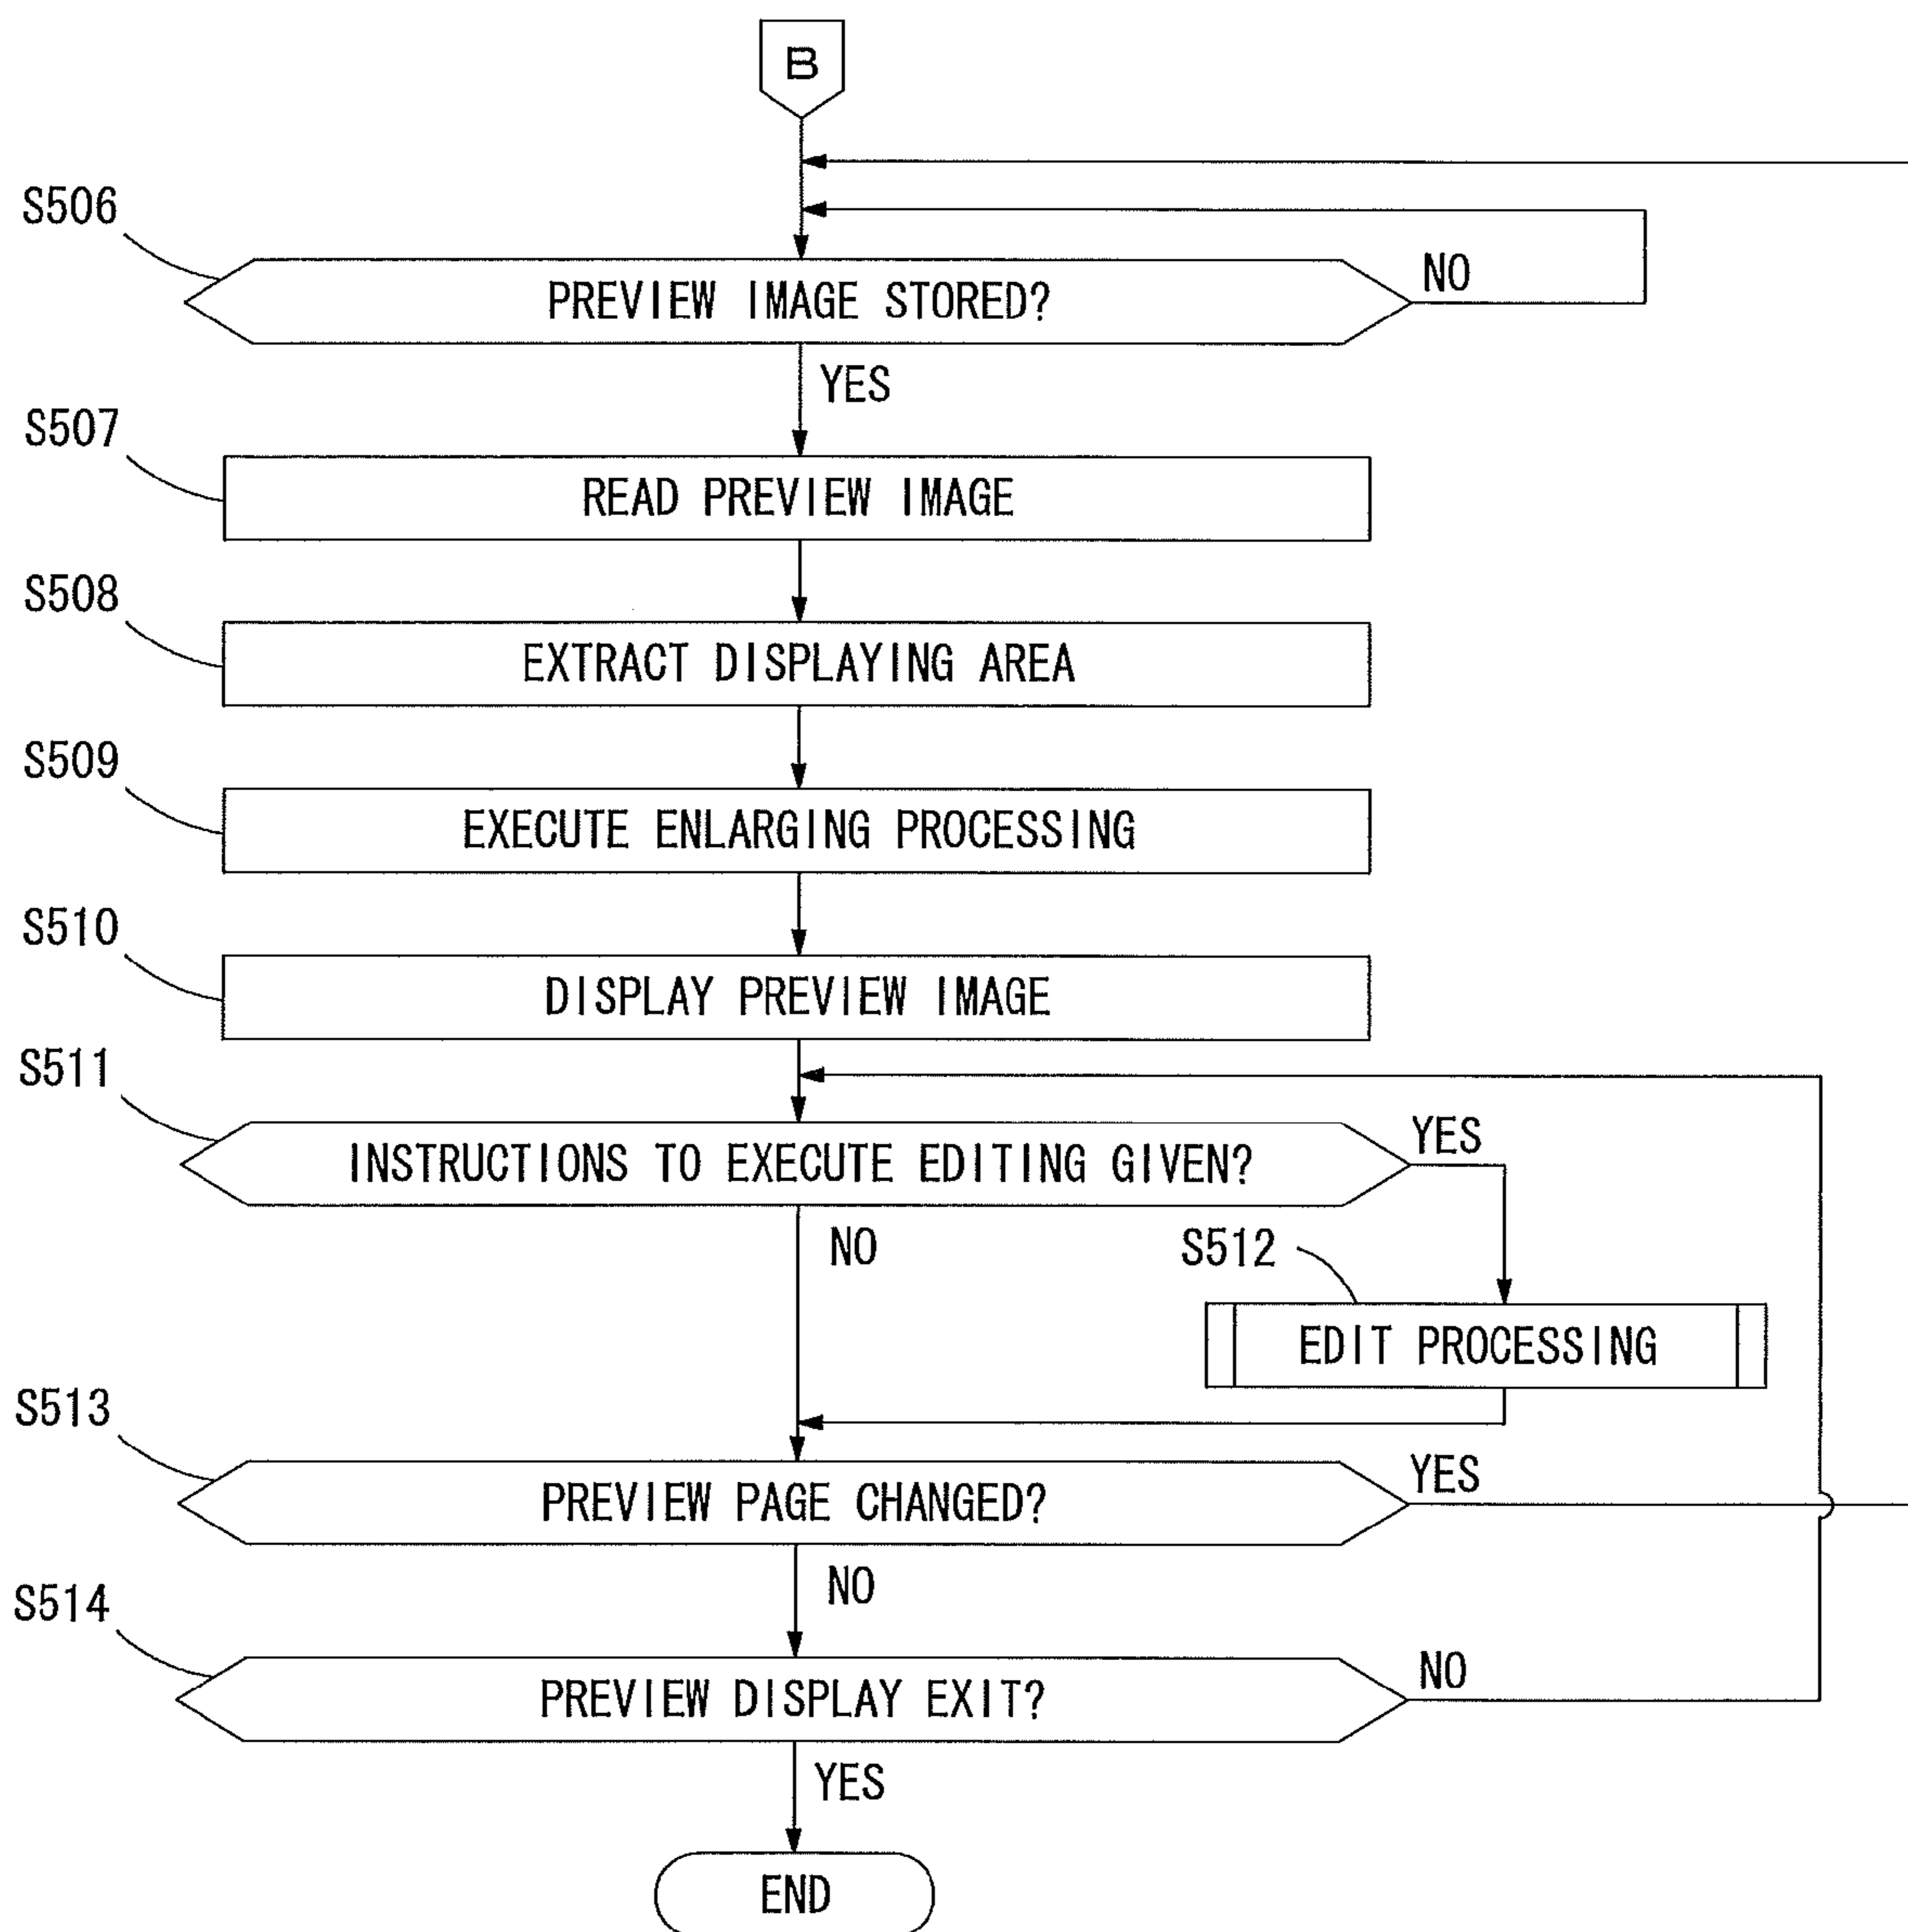 B
S506
PREVIEW IMAGE STORED?
NO
YES
S507
READ PREVIEW IMAGE
S508
EXTRACT DISPLAYING AREA
S509
EXECUTE ENLARGING PROCESSING
S510
DISPLAY PREVIEW IMAGE
S511
INSTRUCTIONS TO EXECUTE EDITING GIVEN?
YES
NO
S512
EDIT PROCESSING
S513
PREVIEW PAGE CHANGED?
YES
NO
S514
PREVIEW DISPLAY EXIT?
NO
YES
END